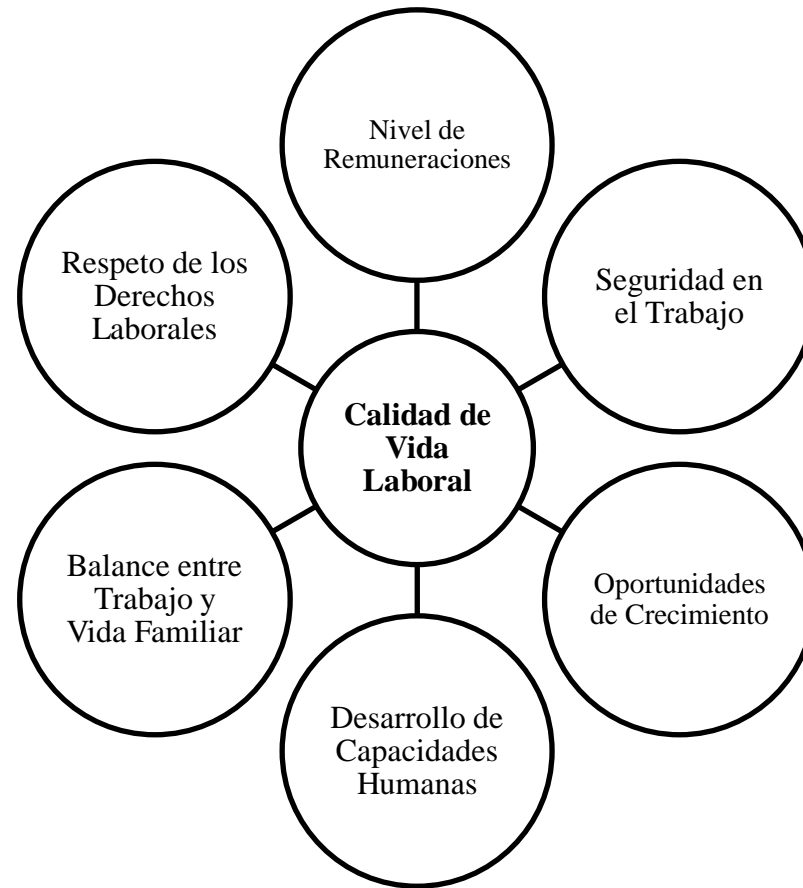 Nivel de
Remuneraciones
Seguridad en
el Trabajo
Oportunidades
de Crecimiento
Desarrollo de
Capacidades
Humanas
Balance entre
Trabajo y
Vida Familiar
Respeto de los
Derechos
Laborales
Calidad de
Vida
Laboral